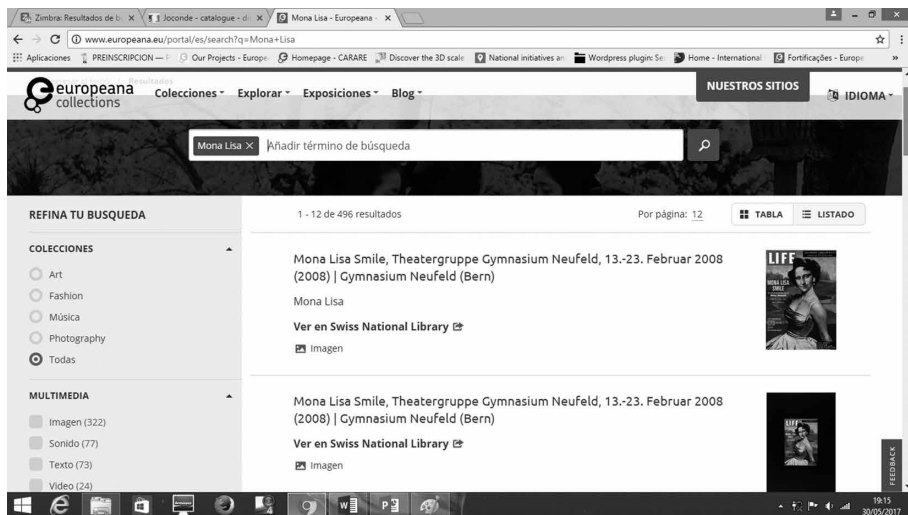 Zimbra: Resultados de b
Joconde - catalogue - di
Mona Lisa - Europeana -
www.europeana.eu/portal/es/search?q=Mona+Lisa
Aplicaciones
PREINSCRIPCION —
Our Projects - Europe
Homepage - CARARE
Discover the 3D scale
National initiatives an
Wordpress plugin: Se
Home - International
Fortificações - Europe
»
Resultados
europeana
collections
Colecciones
Explorar
Exposiciones
Blog
NUESTROS SITIOS
IDIOMA
Mona Lisa ×
Añadir término de búsqueda
REFINA TU BUSQUEDA
1 - 12 de 496 resultados
Por página: 12
TABLA
LISTADO
COLECCIONES
Art
Fashion
Música
Photography
Todas
MULTIMEDIA
Imagen (322)
Sonido (77)
Texto (73)
Video (24)
Mona Lisa Smile, Theatergruppe Gymnasium Neufeld, 13.-23. Februar 2008
(2008) | Gymnasium Neufeld (Bern)
Mona Lisa
Ver en Swiss National Library
Imagen
LIFE
MONA LISA
SMILE
Mona Lisa Smile, Theatergruppe Gymnasium Neufeld, 13.-23. Februar 2008
(2008) | Gymnasium Neufeld (Bern)
Ver en Swiss National Library
Imagen
LIFE
FEEDBACK
19:15
30/05/2017